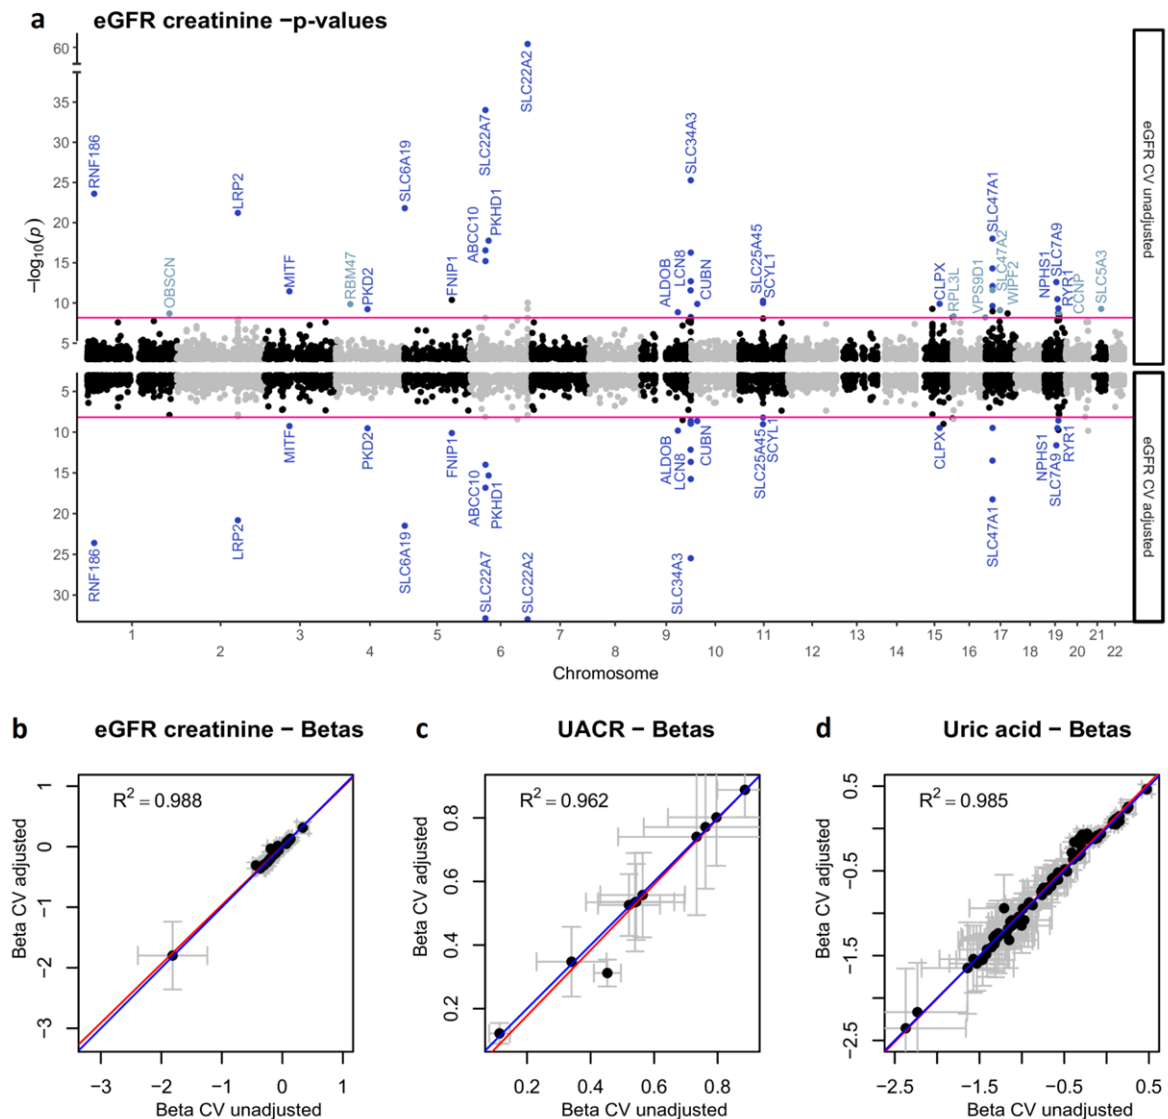 a eGFR creatinine −p-values
60
35
30
25
20
15
10
5
5
10
15
20
25
30
−log10(p)
RNF186
OBSCN
LRP2
MITF
RBM47
PKD2
SLC6A19
FNIP1
ABCC10
SLC22A7
PKHD1
SLC22A2
ALDOB
LCN8
SLC34A3
CUBN
SLC25A45
SCYL1
CLPX
RPL3L
VPS9D1
SLC47A1
SLC47A2
WIPF2
NPHS1
SLC7A9
RYR1
CCNP
SLC5A3
eGFR CV unadjusted
RNF186
LRP2
MITF
PKD2
SLC6A19
FNIP1
ABCC10
SLC22A7
PKHD1
SLC22A2
ALDOB
LCN8
SLC34A3
CUBN
SLC25A45
SCYL1
CLPX
SLC47A1
NPHS1
SLC7A9
RYR1
eGFR CV adjusted
1 3 5 7 9 11 13 15 17 19 21
2 4 6 8 10 12 14 16 18 20 22
Chromosome
b eGFR creatinine − Betas
R2 = 0.988
1
0
−1
−2
−3
Beta CV adjusted
−3 −2 −1 0 1
Beta CV unadjusted
c UACR − Betas
R2 = 0.962
0.8
0.6
0.4
0.2
Beta CV adjusted
0.2 0.4 0.6 0.8
Beta CV unadjusted
d Uric acid − Betas
R2 = 0.985
0.5
−0.5
−1.5
−2.5
Beta CV adjusted
−2.5 −1.5 −0.5 0.5
Beta CV unadjusted